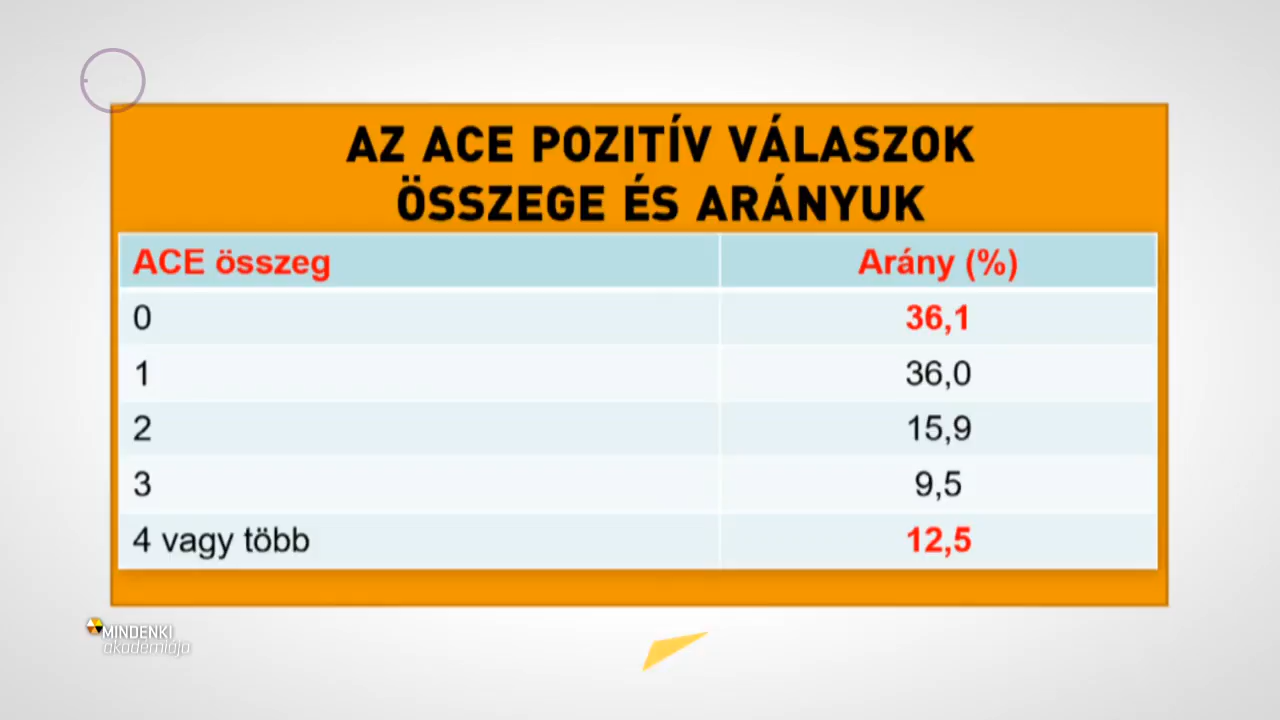 AZ ACE POZITÍV VÁLASZOK
ÖSSZEGE ÉS ARÁNYUK
ACE összeg Arány (%)
0 36,1
1 36,0
2 15,9
3 9,5
4 vagy több 12,5
MINDENKI
akadémiája